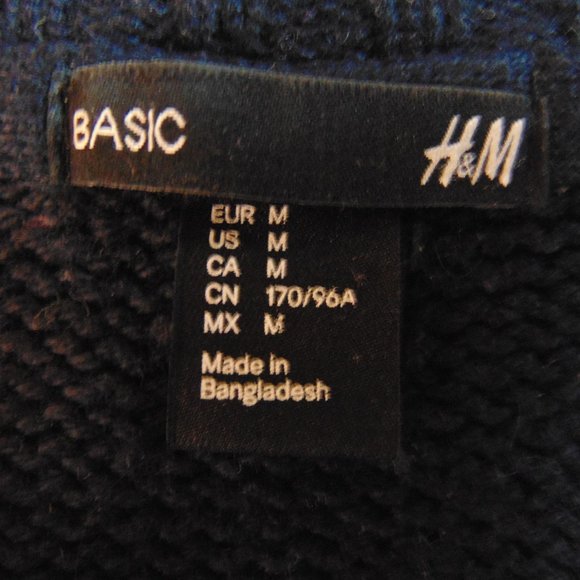 BASIC H&M
EUR M
US M
CA M
CN 170/96A
MX M
Made in
Bangladesh